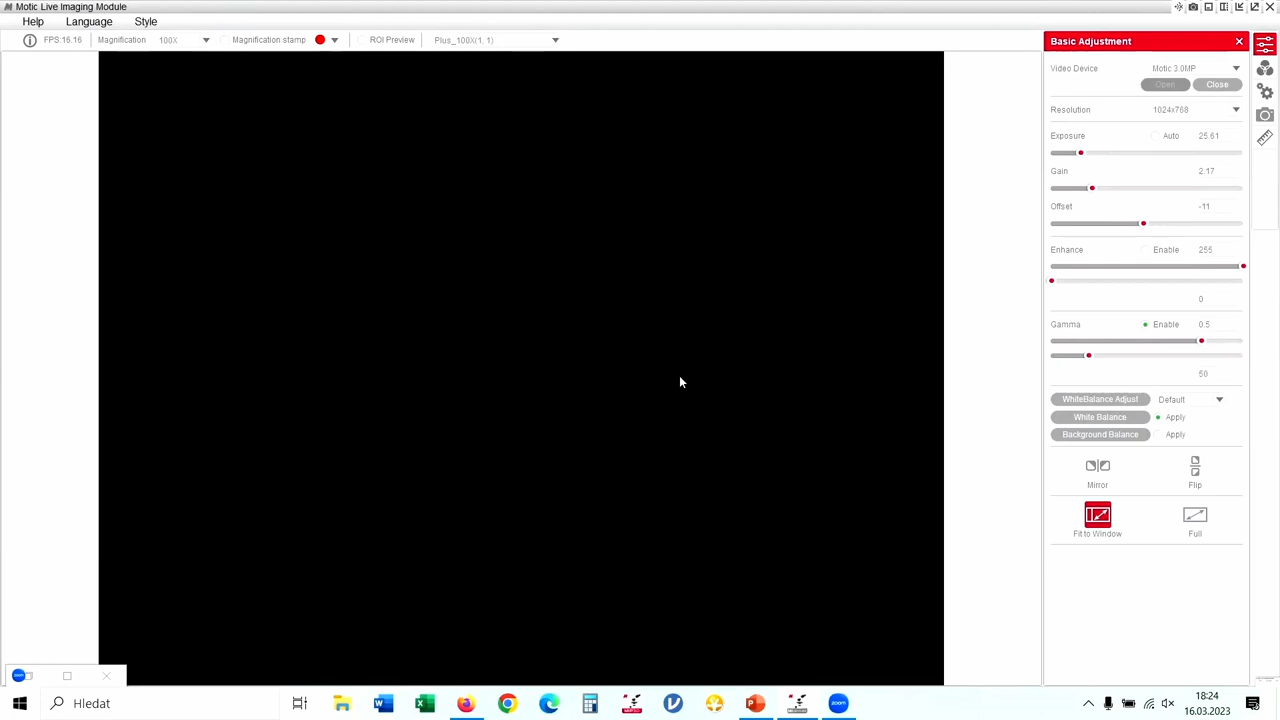 Motic Live Imaging Module
Help Language Style
FPS:16.16 Magnification 100X Magnification stamp ROI Preview Plus_100X(1, 1)
Basic Adjustment
Video Device Motic 3.0MP
Open Close
Resolution 1024x768
Exposure Auto 25.61
Gain 2.17
Offset -11
Enhance Enable 255
0
Gamma Enable 0.5
50
WhiteBalance Adjust Default
White Balance Apply
Background Balance Apply
Mirror Flip
Fit to Window Full
zoom
Hledat
zoom
18:24
16.03.2023